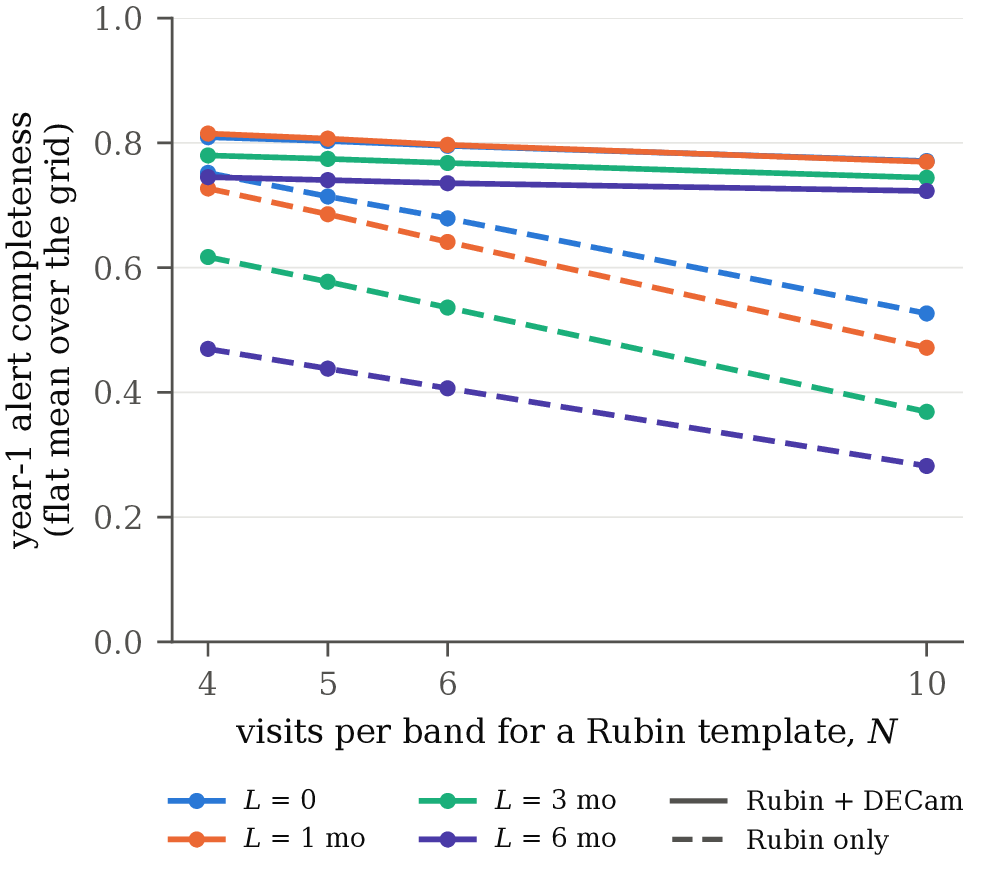 1.0
0.8
0.6
0.4
0.2
0.0
year-1 alert completeness
(flat mean over the grid)
4 5 6 10
visits per band for a Rubin template, N
L = 0 L = 3 mo Rubin + DECam
L = 1 mo L = 6 mo Rubin only